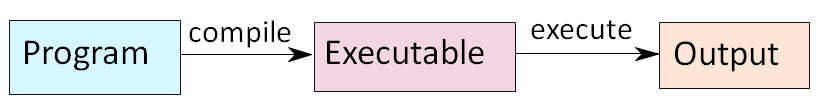 Program
compile
Executable
execute
Output